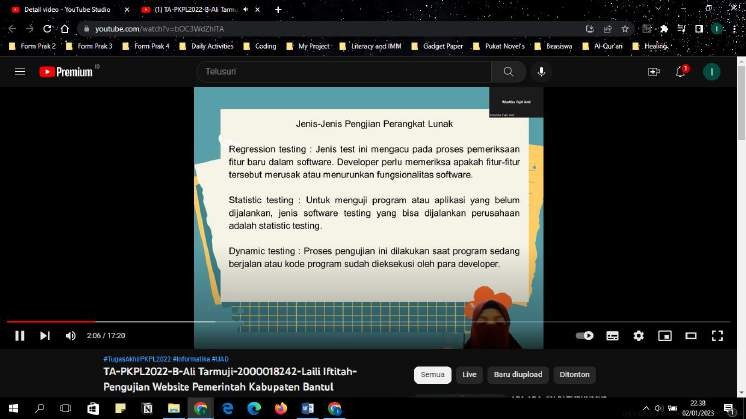 Detail video - YouTube Studio
(1) TA-PKPL2022-B-Ali Tarmuji
youtube.com/watch?v=bOC3WdZhITA
Form Prak 2
Form Prak 3
Form Prak 4
Daily Activities
Coding
My Project
Literacy and IMM
Gadget Paper
Pukat Novel's
Beasiswa
Al-Qur'an
Healing
Premium
ID
Telusuri
1
I
Jenis-Jenis Pengjian Perangkat Lunak
Regression testing : Jenis test ini mengacu pada proses pemeriksaan
fitur baru dalam software. Developer perlu memeriksa apakah fitur-fitur
tersebut merusak atau menurunkan fungsionalitas software.
Statistic testing : Untuk menguji program atau aplikasi yang belum
dijalankan, jenis software testing yang bisa dijalankan perusahaan
adalah statistic testing.
Dynamic testing : Proses pengujian ini dilakukan saat program sedang
berjalan atau kode program sudah dieksekusi oleh para developer.
2:06 / 17:20
#TugasAkhirPKPL2022 #Informatika #UAD
TA-PKPL2022-B-Ali Tarmuji-2000018242-Laili Iftitah-
Pengujian Website Pemerintah Kabupaten Bantul
Semua
Live
Baru diupload
Ditonton
22.38
02/01/2023